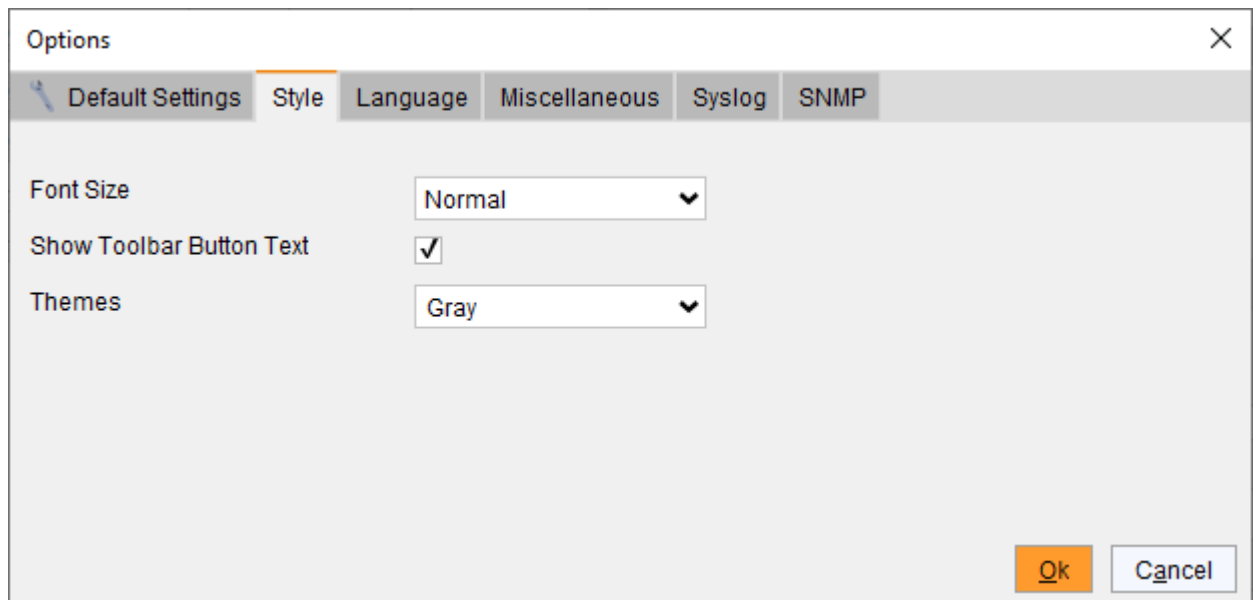 Options
Default Settings Style Language Miscellaneous Syslog SNMP
Font Size Normal
Show Toolbar Button Text
Themes Gray
Ok Cancel